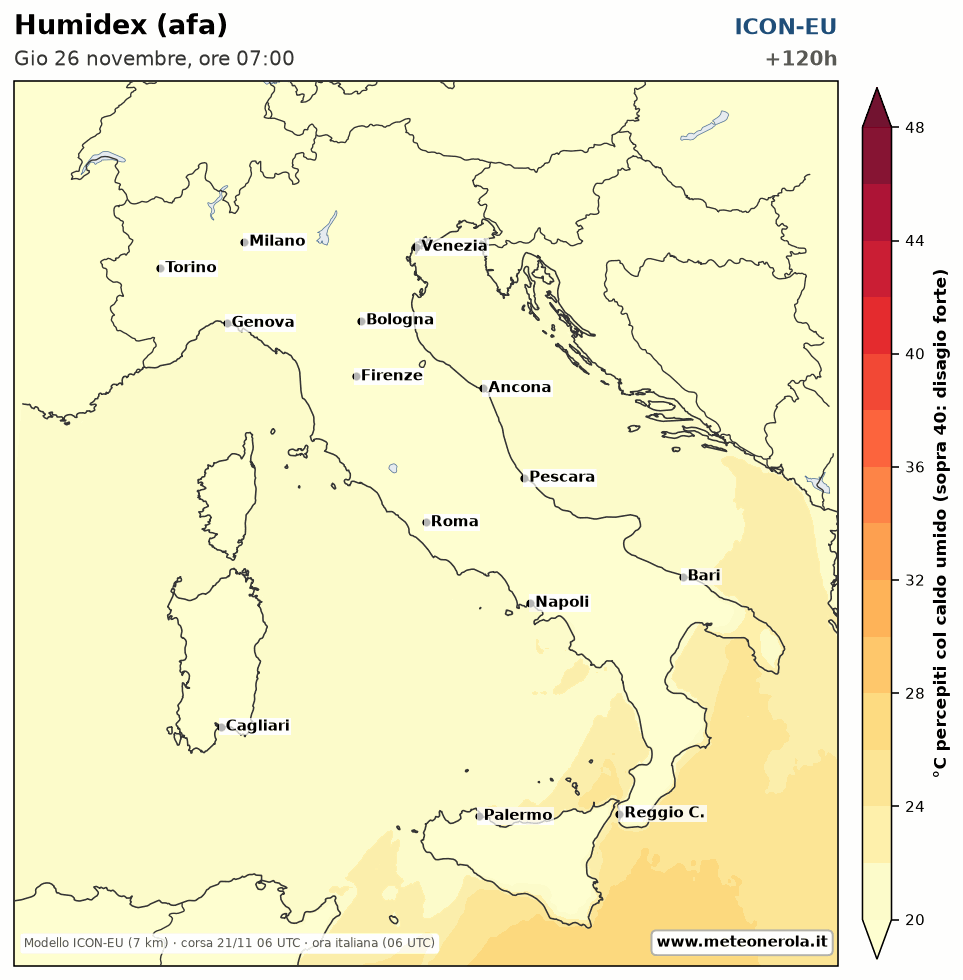 Humidex (afa)
ICON-EU
Gio 26 novembre, ore 07:00
+120h
Milano
Venezia
Torino
Genova
Bologna
Firenze
Ancona
Pescara
Roma
Bari
Napoli
Cagliari
Palermo
Reggio C.
48
44
40
36
32
28
24
20
°C percepiti col caldo umido (sopra 40: disagio forte)
Modello ICON-EU (7 km) · corsa 21/11 06 UTC · ora italiana (06 UTC)
www.meteonerola.it